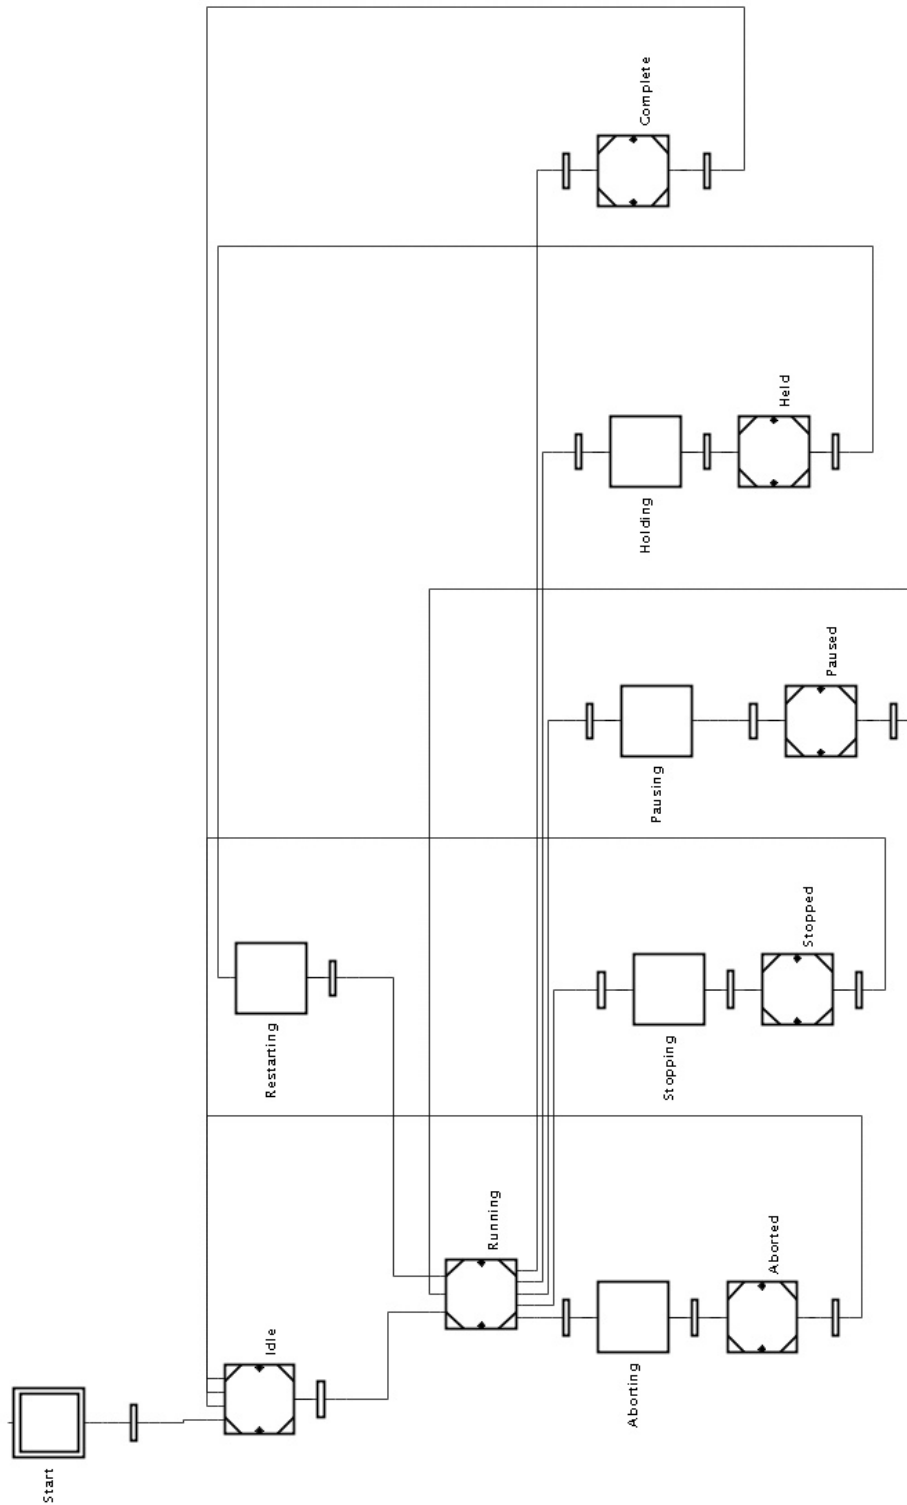 Start
Idle
Running
Restarting
Aborting
Aborted
Stopping
Stopped
Pausing
Paused
Holding
Held
Complete